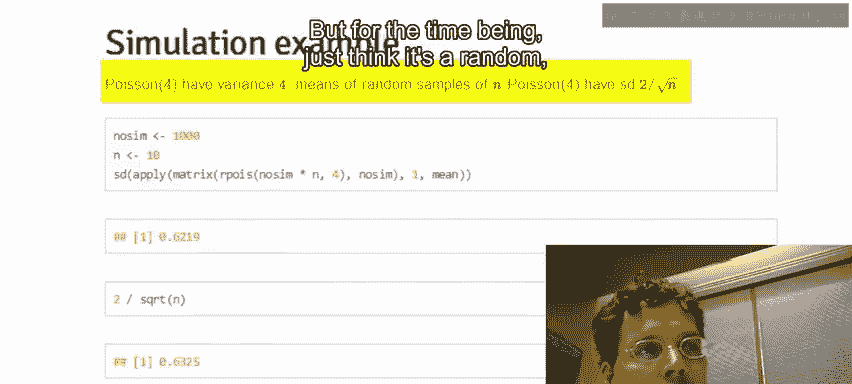 But for the time being,
just think it's a random,
Simulation example
Poisson(4) have variance 4 means of random samples of n Poisson(4) have sd 2/√n
nosim <- 1000
n <- 10
sd(apply(matrix(rpois(nosim * n, 4), nosim), 1, mean))
## [1] 0.6219
2 / sqrt(n)
## [1] 0.6325